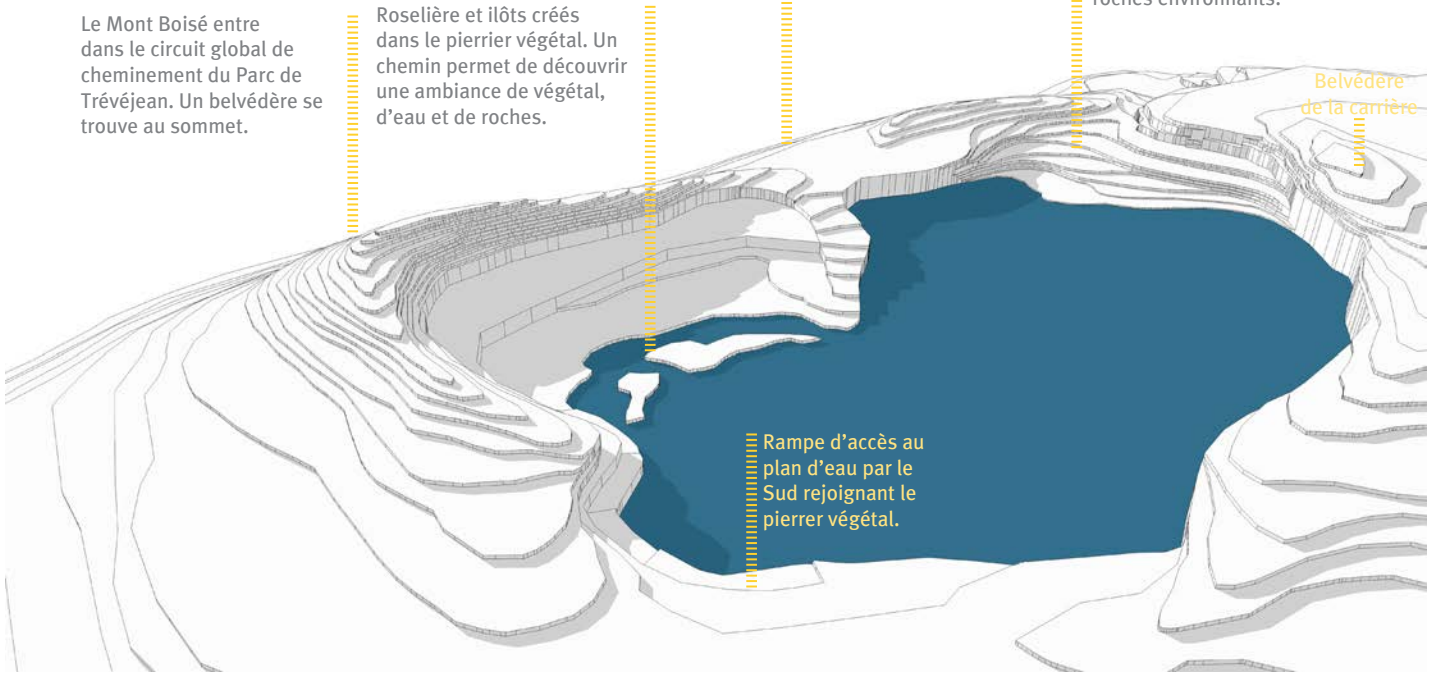 Le Mont Boisé entre
dans le circuit global de
cheminement du Parc de
Trévéjean. Un belvédère se
trouve au sommet.
Roselière et ilôts créés
dans le pierrier végétal. Un
chemin permet de découvrir
une ambiance de végétal,
d'eau et de roches.
roches environnants.
Belvédère
de la carrière
Rampe d'accès au
plan d'eau par le
Sud rejoignant le
pierrer végétal.